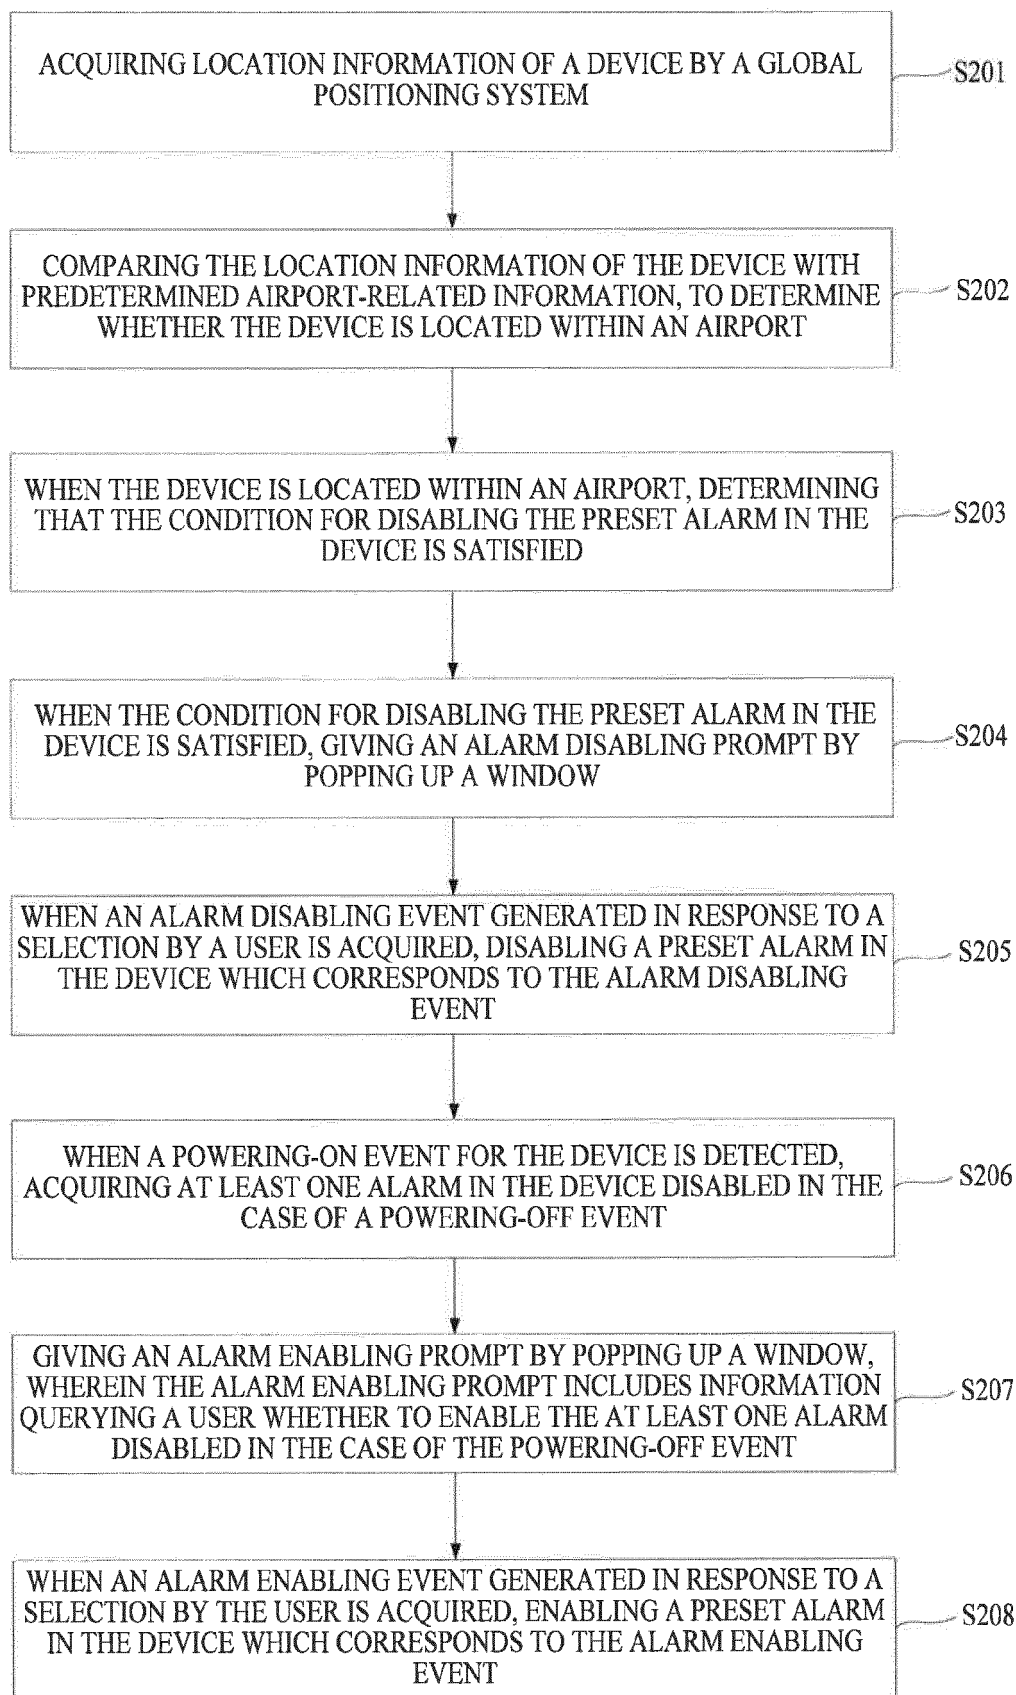 ACQUIRING LOCATION INFORMATION OF A DEVICE BY A GLOBAL
POSITIONING SYSTEM
S201
COMPARING THE LOCATION INFORMATION OF THE DEVICE WITH
PREDETERMINED AIRPORT-RELATED INFORMATION, TO DETERMINE
WHETHER THE DEVICE IS LOCATED WITHIN AN AIRPORT
S202
WHEN THE DEVICE IS LOCATED WITHIN AN AIRPORT, DETERMINING
THAT THE CONDITION FOR DISABLING THE PRESET ALARM IN THE
DEVICE IS SATISFIED
S203
WHEN THE CONDITION FOR DISABLING THE PRESET ALARM IN THE
DEVICE IS SATISFIED, GIVING AN ALARM DISABLING PROMPT BY
POPPING UP A WINDOW
S204
WHEN AN ALARM DISABLING EVENT GENERATED IN RESPONSE TO A
SELECTION BY A USER IS ACQUIRED, DISABLING A PRESET ALARM IN
THE DEVICE WHICH CORRESPONDS TO THE ALARM DISABLING
EVENT
S205
WHEN A POWERING-ON EVENT FOR THE DEVICE IS DETECTED,
ACQUIRING AT LEAST ONE ALARM IN THE DEVICE DISABLED IN THE
CASE OF A POWERING-OFF EVENT
S206
GIVING AN ALARM ENABLING PROMPT BY POPPING UP A WINDOW,
WHEREIN THE ALARM ENABLING PROMPT INCLUDES INFORMATION
QUERYING A USER WHETHER TO ENABLE THE AT LEAST ONE ALARM
DISABLED IN THE CASE OF THE POWERING-OFF EVENT
S207
WHEN AN ALARM ENABLING EVENT GENERATED IN RESPONSE TO A
SELECTION BY THE USER IS ACQUIRED, ENABLING A PRESET ALARM
IN THE DEVICE WHICH CORRESPONDS TO THE ALARM ENABLING
EVENT
S208